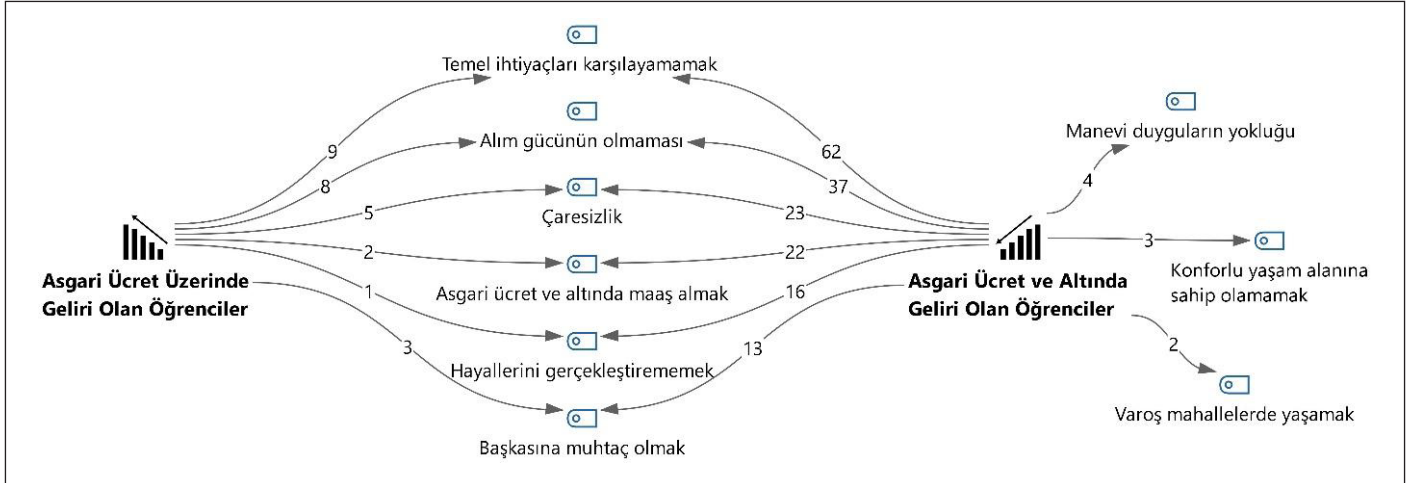 Temel ihtiyaçları karşılayamamak
Alım gücünün olmaması
Çaresizlik
Asgari ücret ve altında maaş almak
Hayallerini gerçekleştirememek
Başkasına muhtaç olmak
9
8
5
2
1
3
62
37
23
22
16
13
Asgari Ücret Üzerinde
Geliri Olan Öğrenciler
Asgari Ücret ve Altında
Geliri Olan Öğrenciler
4
3
2
Manevi duyguların yokluğu
Konforlu yaşam alanına
sahip olamamak
Varoş mahallelerde yaşamak